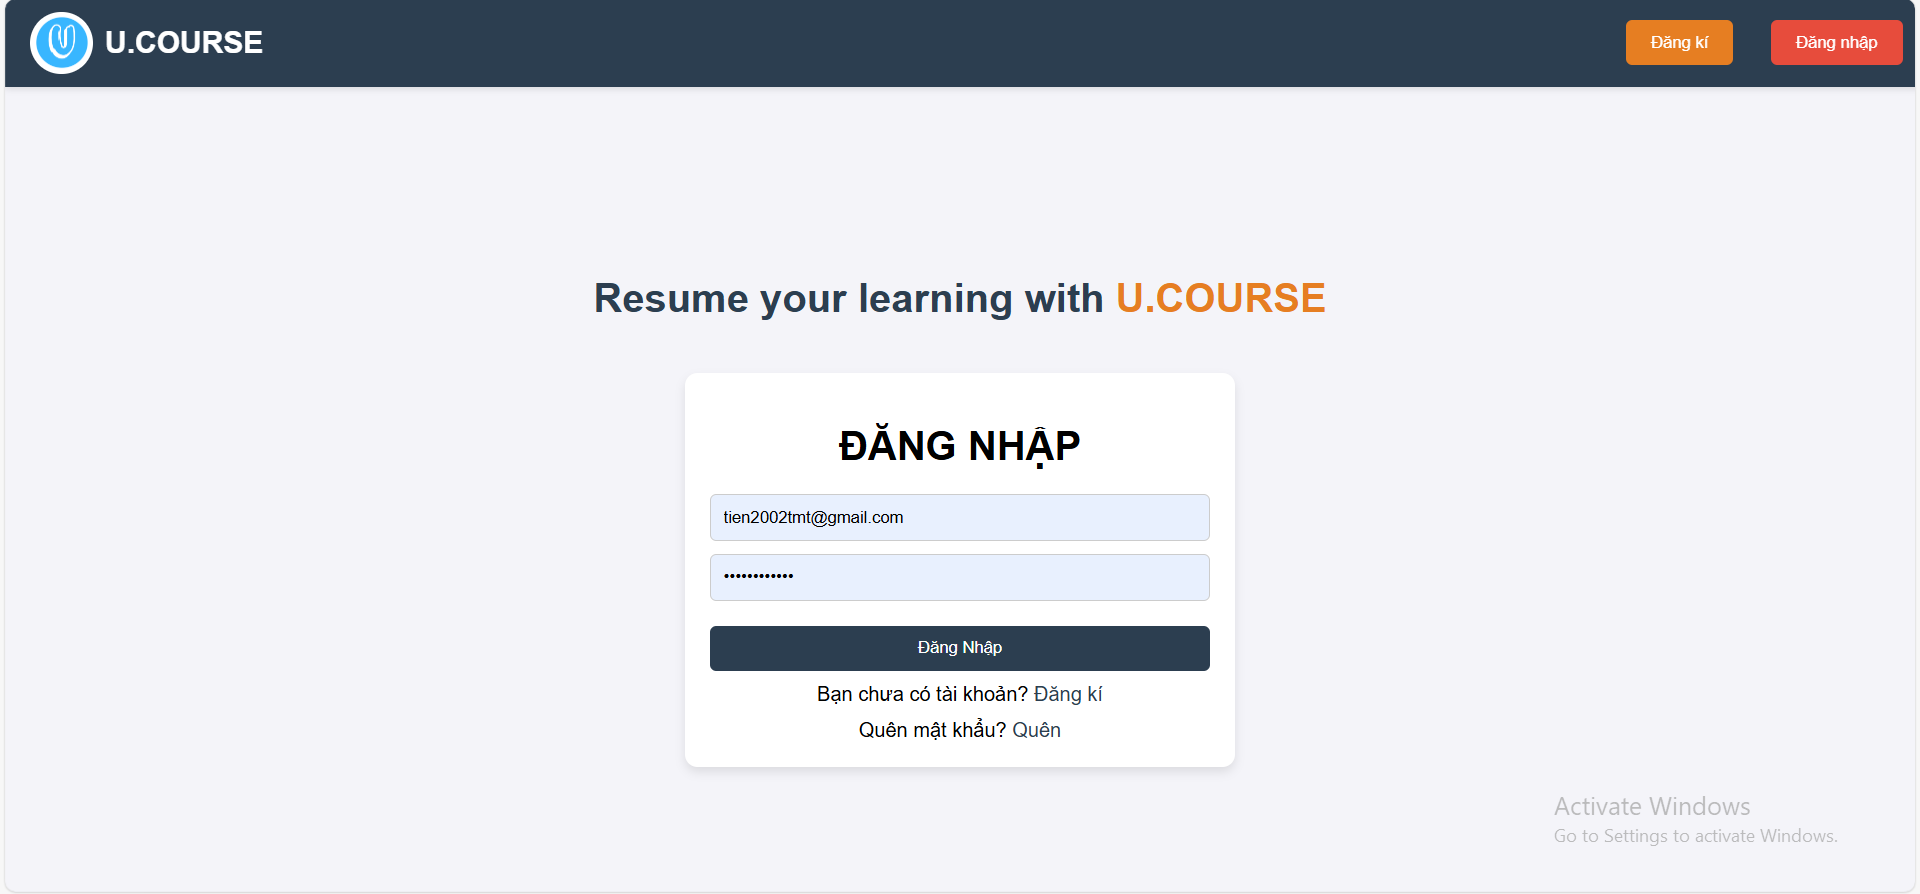 U.COURSE
Đăng kí
Đăng nhập
Resume your learning with U.COURSE
ĐĂNG NHẬP
tien2002tmt@gmail.com
••••••••••••
Đăng Nhập
Bạn chưa có tài khoản? Đăng kí
Quên mật khẩu? Quên
Activate Windows
Go to Settings to activate Windows.